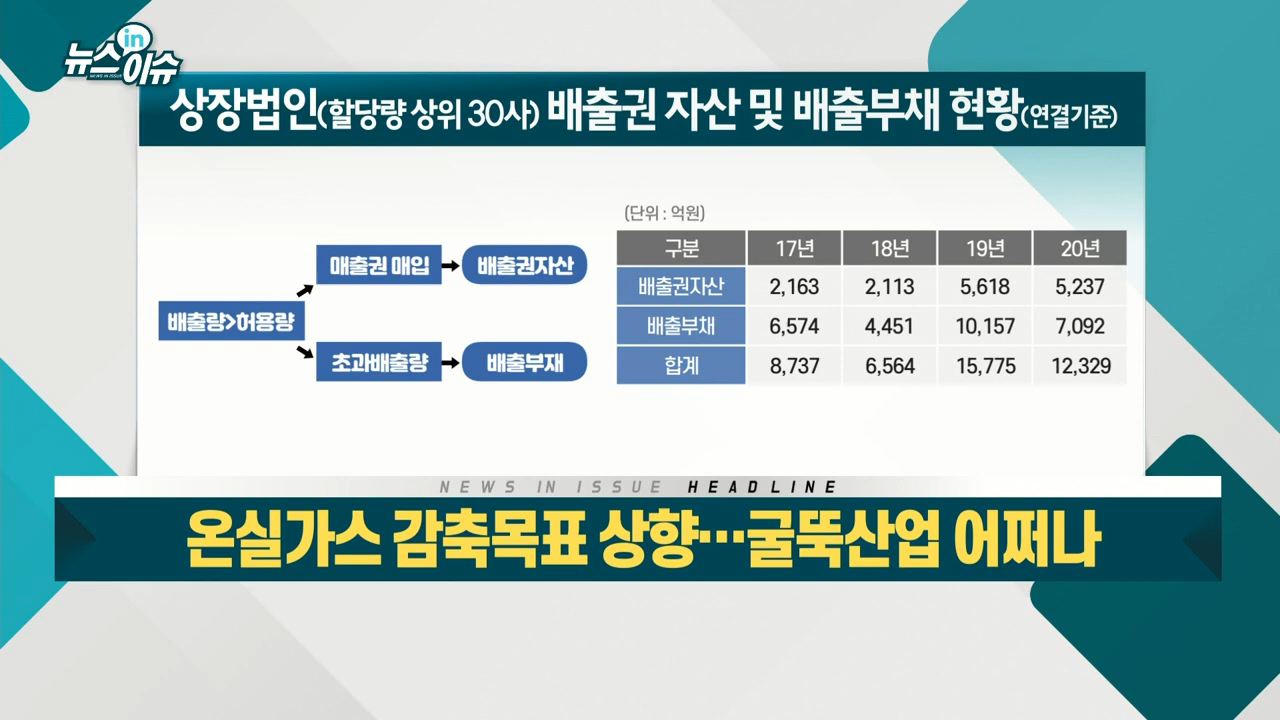 뉴스 in 이슈
NEWS IN ISSUE
상장법인(할당량 상위 30사) 배출권 자산 및 배출부채 현황(연결기준)
배출량>허용량
매출권 매입
배출권자산
초과배출량
배출부재
(단위 : 억원)
구분 17년 18년 19년 20년
배출권자산 2,163 2,113 5,618 5,237
배출부채 6,574 4,451 10,157 7,092
합계 8,737 6,564 15,775 12,329
NEWS IN ISSUE HEADLINE
온실가스 감축목표 상향…굴뚝산업 어쩌나